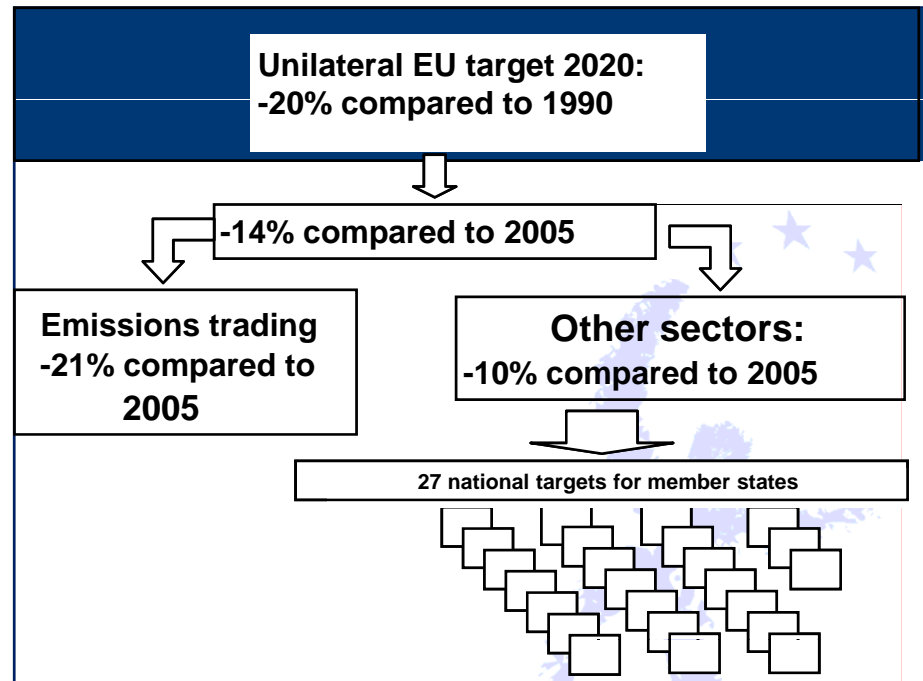 Unilateral EU target 2020:
-20% compared to 1990
-14% compared to 2005
Emissions trading
-21% compared to
2005
Other sectors:
-10% compared to 2005
27 national targets for member states